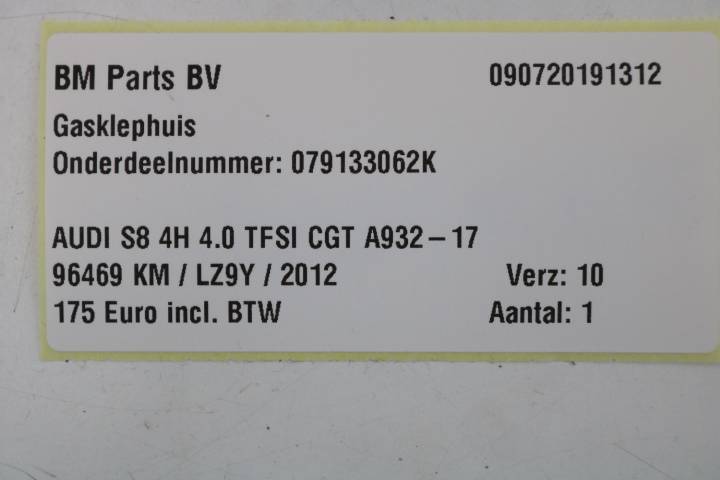 BM Parts BV 090720191312
Gasklephuis
Onderdeelnummer: 079133062K
AUDI S8 4H 4.0 TFSI CGT A932-17
96469 KM / LZ9Y / 2012 Verz: 10
175 Euro incl. BTW Aantal: 1